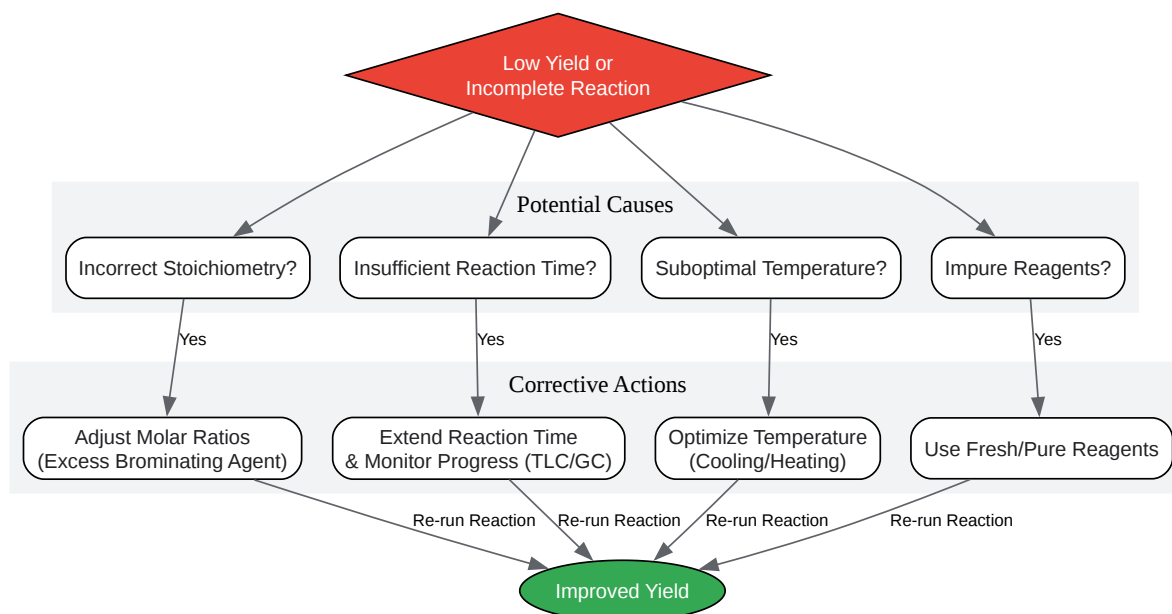 Low Yield or
Incomplete Reaction
Potential Causes
Incorrect Stoichiometry?
Insufficient Reaction Time?
Suboptimal Temperature?
Impure Reagents?
Yes
Yes
Yes
Yes
Corrective Actions
Adjust Molar Ratios
(Excess Brominating Agent)
Extend Reaction Time
& Monitor Progress (TLC/GC)
Optimize Temperature
(Cooling/Heating)
Use Fresh/Pure Reagents
Re-run Reaction
Re-run Reaction
Re-run Reaction
Re-run Reaction
Improved Yield